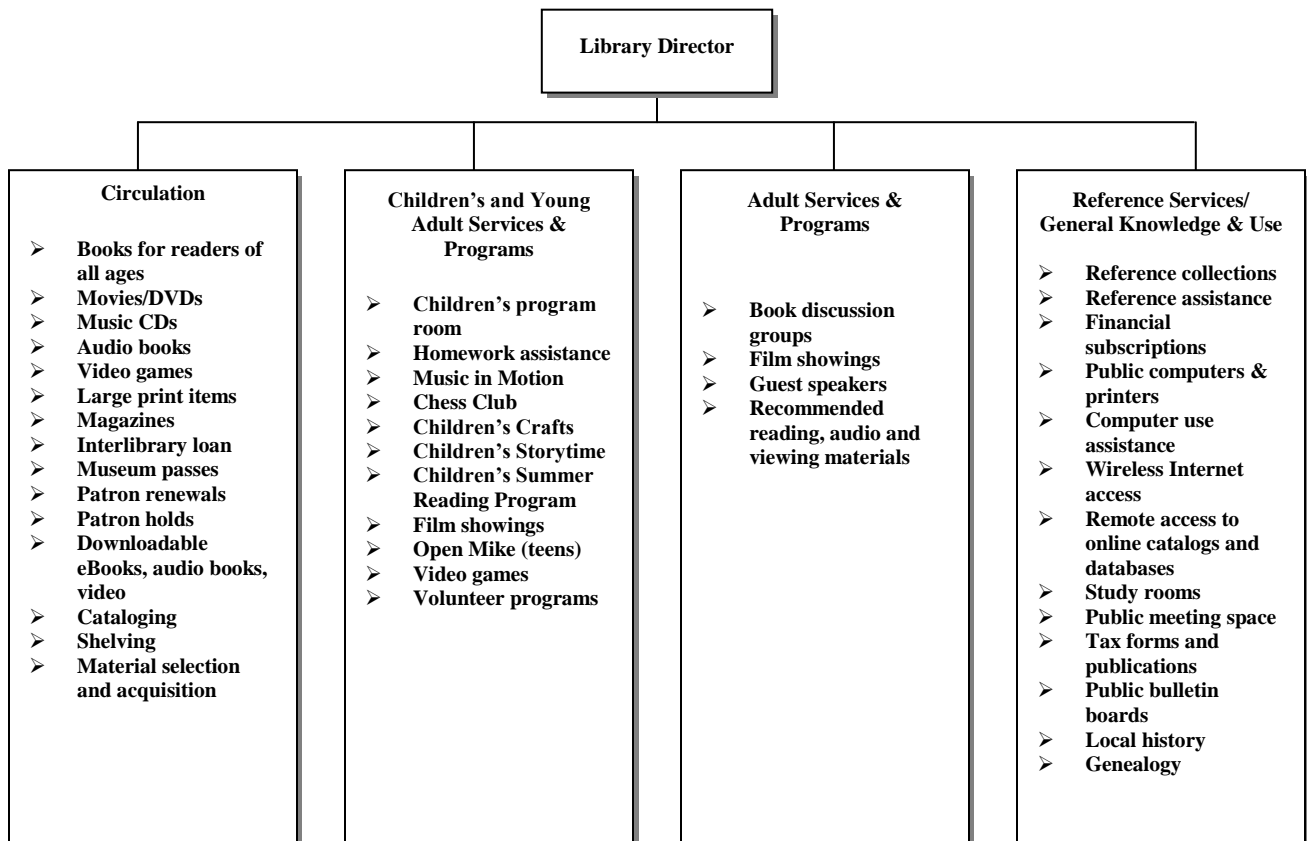 Library Director
Circulation
➢ Books for readers of
all ages
➢ Movies/DVDs
➢ Music CDs
➢ Audio books
➢ Video games
➢ Large print items
➢ Magazines
➢ Interlibrary loan
➢ Museum passes
➢ Patron renewals
➢ Patron holds
➢ Downloadable
eBooks, audio books,
video
➢ Cataloging
➢ Shelving
➢ Material selection
and acquisition
Children’s and Young
Adult Services &
Programs
➢ Children’s program
room
➢ Homework assistance
➢ Music in Motion
➢ Chess Club
➢ Children’s Crafts
➢ Children’s Storytime
➢ Children’s Summer
Reading Program
➢ Film showings
➢ Open Mike (teens)
➢ Video games
➢ Volunteer programs
Adult Services &
Programs
➢ Book discussion
groups
➢ Film showings
➢ Guest speakers
➢ Recommended
reading, audio and
viewing materials
Reference Services/
General Knowledge & Use
➢ Reference collections
➢ Reference assistance
➢ Financial
subscriptions
➢ Public computers &
printers
➢ Computer use
assistance
➢ Wireless Internet
access
➢ Remote access to
online catalogs and
databases
➢ Study rooms
➢ Public meeting space
➢ Tax forms and
publications
➢ Public bulletin
boards
➢ Local history
➢ Genealogy